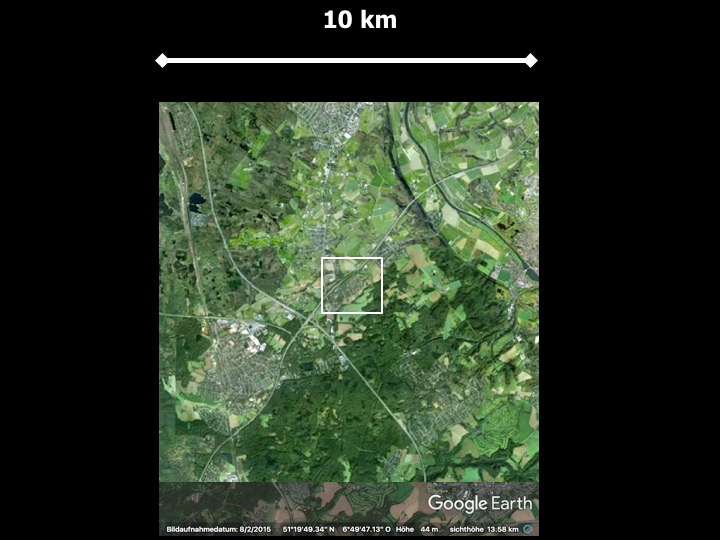 10 km
Google Earth
Bildaufnahmedatum: 8/2/2015 51°19'49.34" N 6°49'47.13" O Höhe 44 m sichthöhe 13.58 km